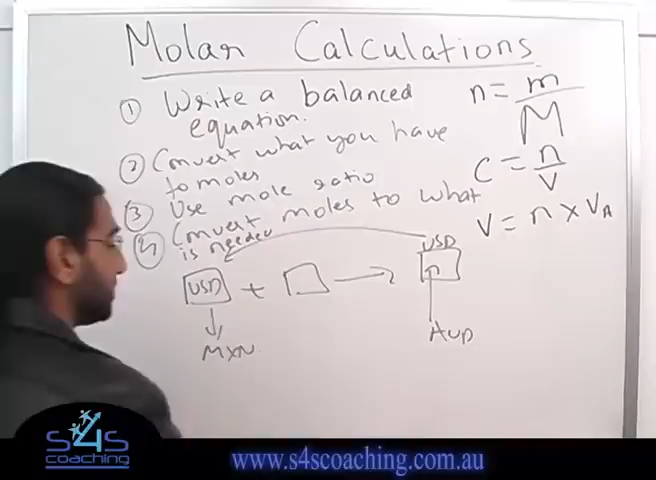 Molar Calculations
① Write a balanced
equation.
② Convert what you have
to moles
③ Use mole ratio
④ Convert moles to what
is needed
n = m/M
C = n/V
V = n x VA
USD
USD + → n
MXN
AUD
S4S
coaching
www.s4scoaching.com.au